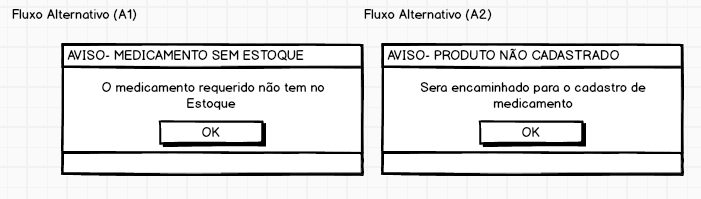 Fluxo Alternativo (A1)
AVISO- MEDICAMENTO SEM ESTOQUE
O medicamento requerido não tem no
Estoque
OK
Fluxo Alternativo (A2)
AVISO- PRODUTO NÃO CADASTRADO
Sera encaminhado para o cadastro de
medicamento
OK